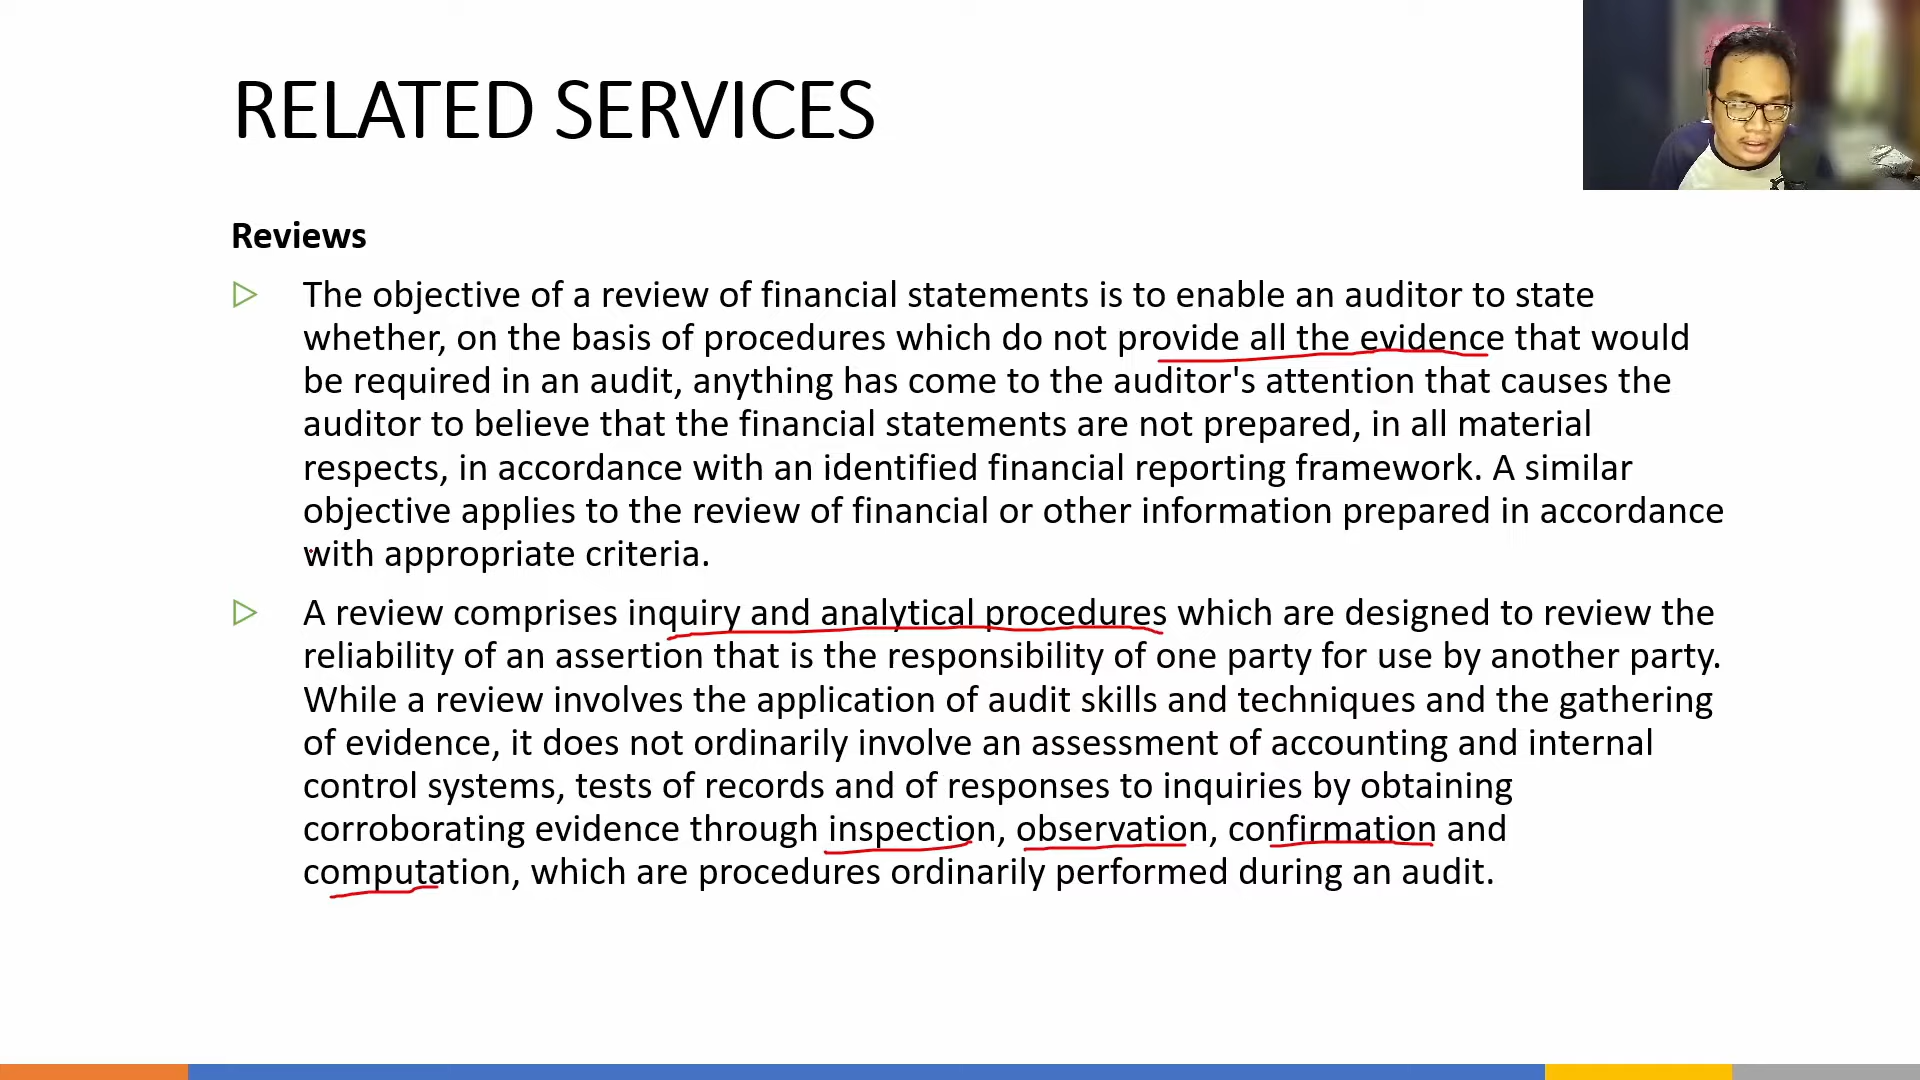 RELATED SERVICES
Reviews
The objective of a review of financial statements is to enable an auditor to state
whether, on the basis of procedures which do not provide all the evidence that would
be required in an audit, anything has come to the auditor's attention that causes the
auditor to believe that the financial statements are not prepared, in all material
respects, in accordance with an identified financial reporting framework. A similar
objective applies to the review of financial or other information prepared in accordance
with appropriate criteria.
A review comprises inquiry and analytical procedures which are designed to review the
reliability of an assertion that is the responsibility of one party for use by another party.
While a review involves the application of audit skills and techniques and the gathering
of evidence, it does not ordinarily involve an assessment of accounting and internal
control systems, tests of records and of responses to inquiries by obtaining
corroborating evidence through inspection, observation, confirmation and
computation, which are procedures ordinarily performed during an audit.